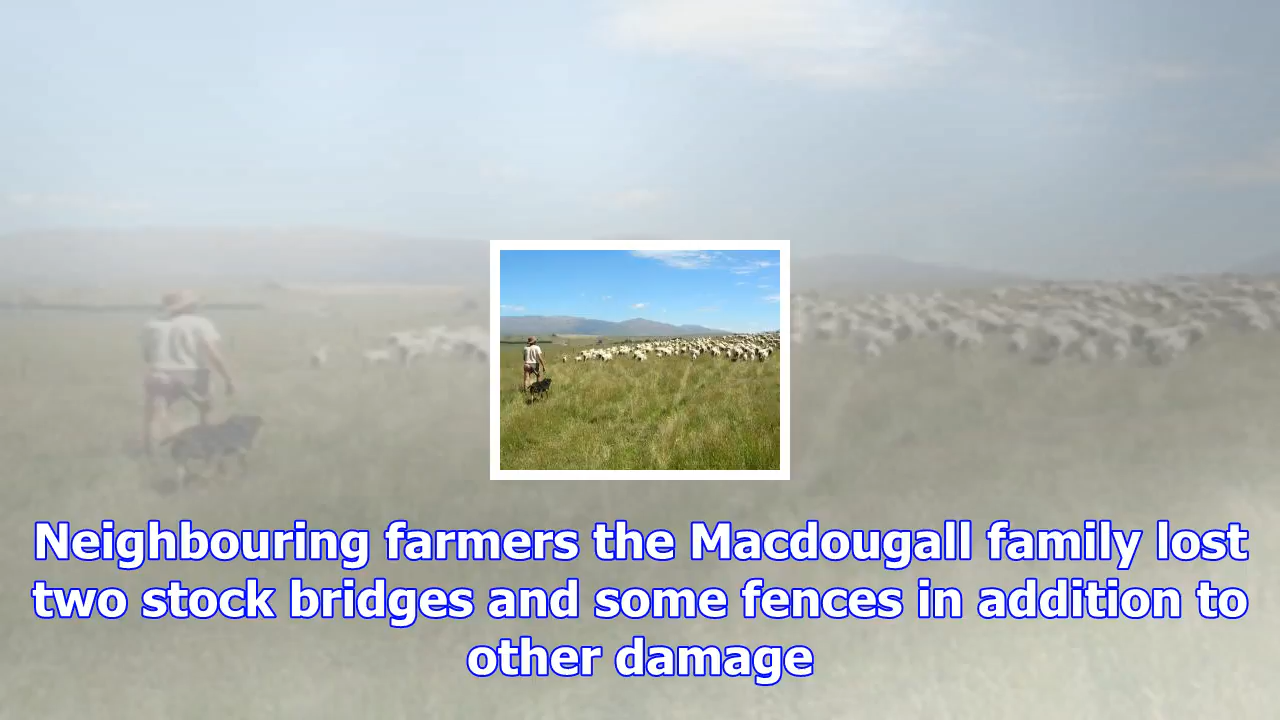 Neighbouring farmers the Macdougall family lost
two stock bridges and some fences in addition to
other damage